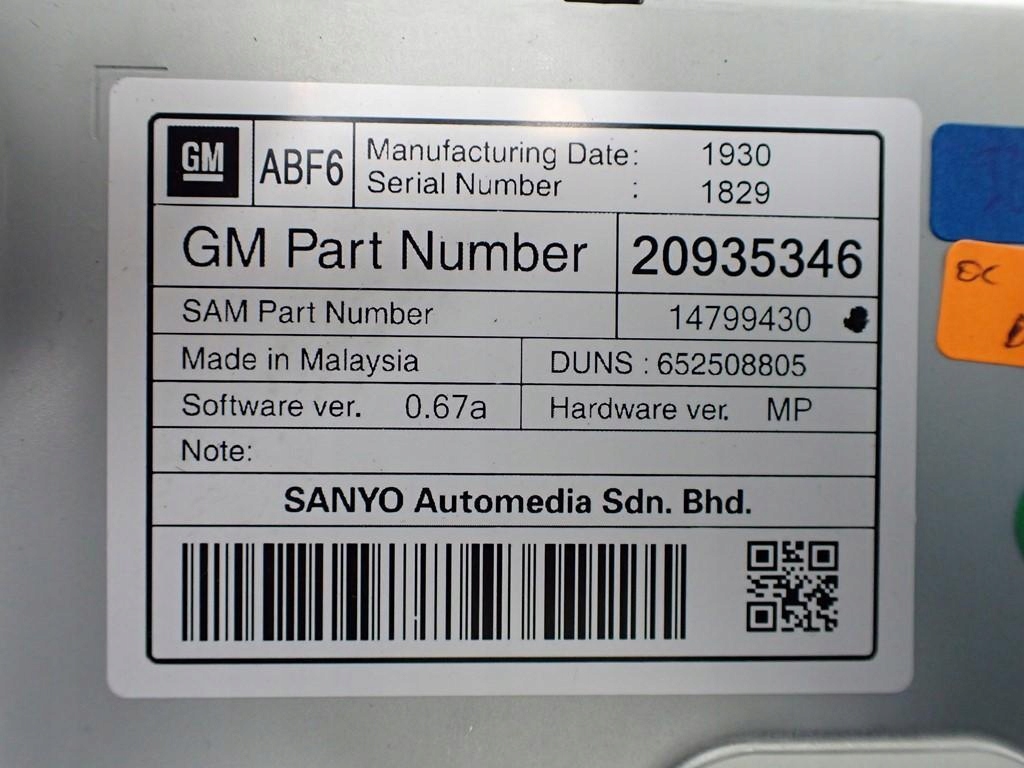 GM
ABF6
Manufacturing Date: 1930
Serial Number : 1829
GM Part Number 20935346
SAM Part Number 14799430
Made in Malaysia DUNS : 652508805
Software ver. 0.67a Hardware ver. MP
Note:
SANYO Automedia Sdn. Bhd.